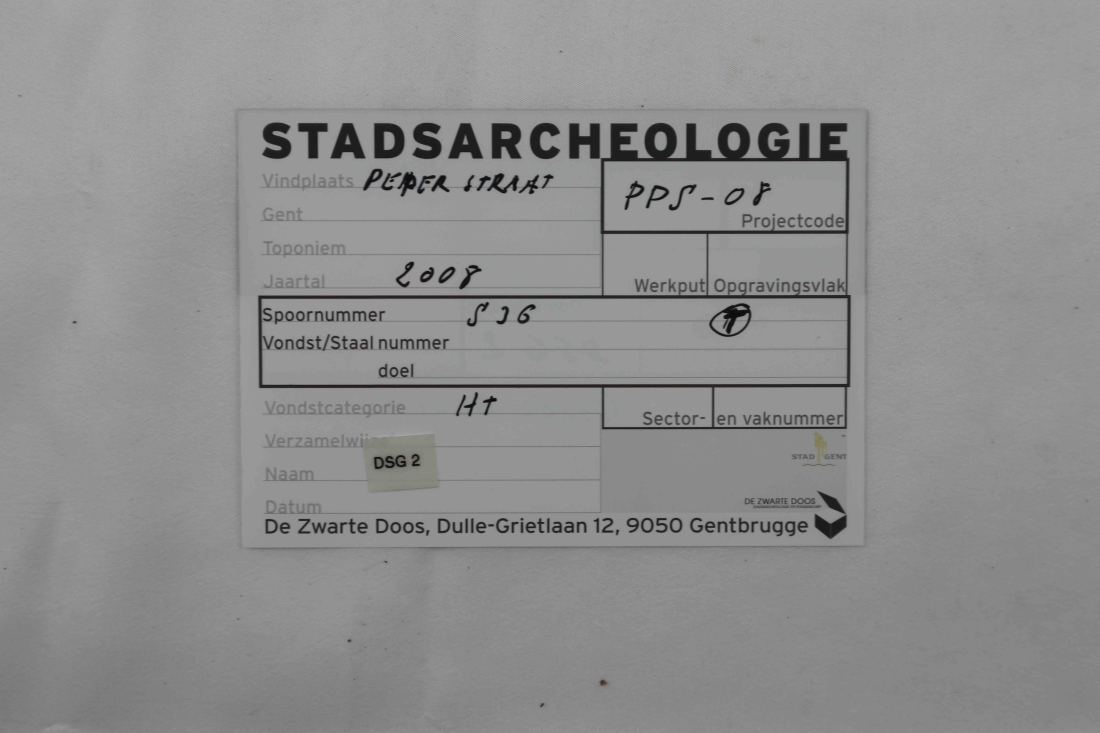 STADSARCHEOLOGIE
Vindplaats PEPER STRAAT
PPS-08
Projectcode
Gent
Toponiem
Jaartal 2008
Werkput Opgravingsvlak
Spoornummer S36 T
Vondst/Staal nummer
doel
Vondstcategorie HT
Sector- en vaknummer
Verzamelwijze
DSG 2
Naam
STAD GENT
Datum
DE ZWARTE DOOS
De Zwarte Doos, Dulle-Grietlaan 12, 9050 Gentbrugge